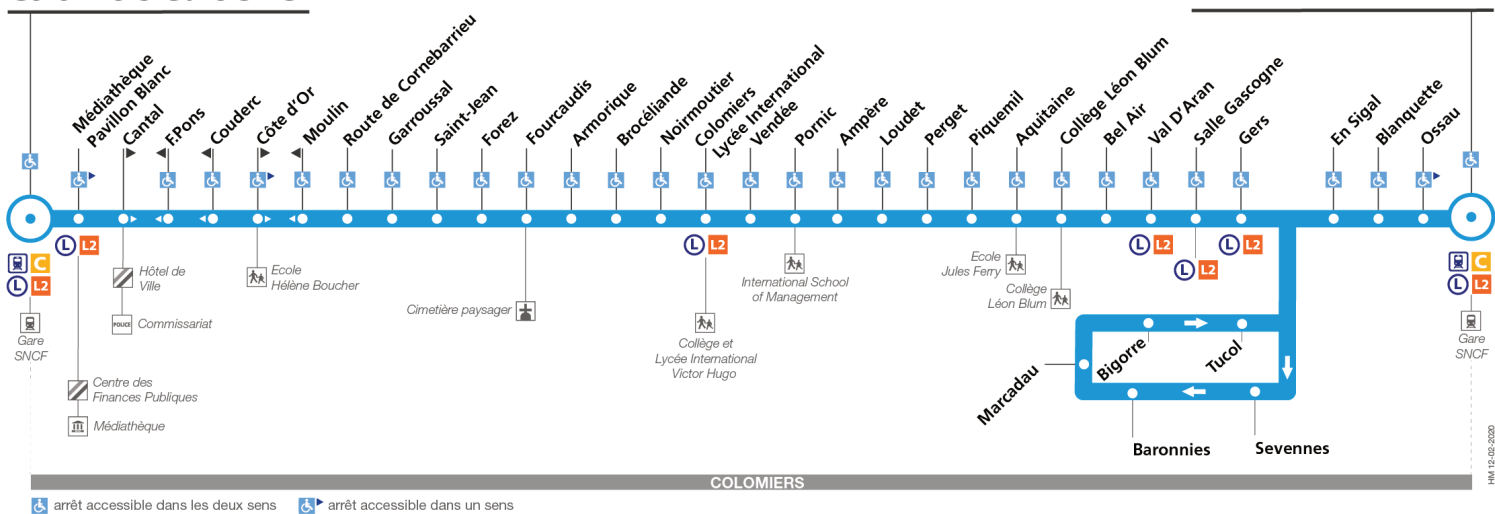 Médiathèque
Pavillon Blanc
Cantal
F.Pons
Couderc
Côte d'Or
Moulin
Route de Cornebarrieu
Garroussal
Saint-Jean
Forez
Fourcaudis
Armorique
Brocéliande
Noirmoutier
Colomiers
Lycée International
Vendée
Pornic
Ampère
Loudet
Perget
Piquemil
Aquitaine
Collège Léon Blum
Bel Air
Val D'Aran
Salle Gascogne
Gers
En Sigal
Blanquette
Ossau
C
L L2
Gare
SNCF
L L2
Hôtel de
Ville
POLICE Commissariat
Centre des
Finances Publiques
Médiathèque
Ecole
Hélène Boucher
Cimetière paysager
L L2
Collège et
Lycée International
Victor Hugo
International School
of Management
Ecole
Jules Ferry
Collège
Léon Blum
L L2
L L2
L L2
C
L L2
Gare
SNCF
Bigorre
Tucol
Marcadau
Baronnies
Sevennes
COLOMIERS
arrêt accessible dans les deux sens
arrêt accessible dans un sens
HM 12-02-2020